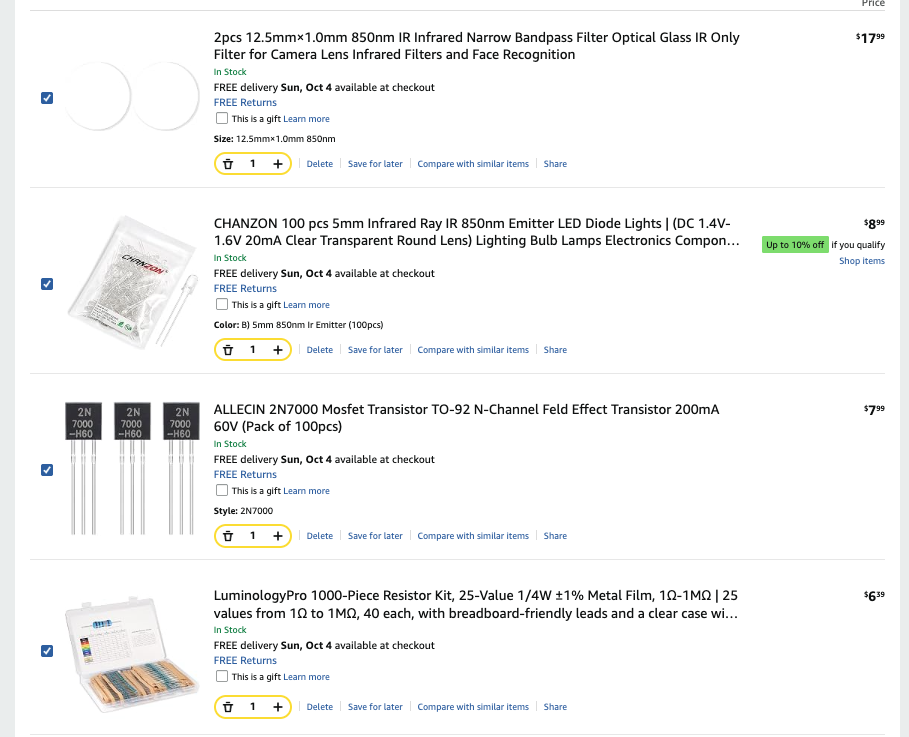 Price
2pcs 12.5mm×1.0mm 850nm IR Infrared Narrow Bandpass Filter Optical Glass IR Only
Filter for Camera Lens Infrared Filters and Face Recognition
$17.99
In Stock
FREE delivery Sun, Oct 4 available at checkout
FREE Returns
This is a gift Learn more
Size: 12.5mm×1.0mm 850nm
1 + Delete Save for later Compare with similar items Share
CHANZON 100 pcs 5mm Infrared Ray IR 850nm Emitter LED Diode Lights | (DC 1.4V-
1.6V 20mA Clear Transparent Round Lens) Lighting Bulb Lamps Electronics Compon…
$8.99
Up to 10% off if you qualify
Shop items
CHANZON
In Stock
FREE delivery Sun, Oct 4 available at checkout
FREE Returns
This is a gift Learn more
Color: B) 5mm 850nm Ir Emitter (100pcs)
1 + Delete Save for later Compare with similar items Share
ALLECIN 2N7000 Mosfet Transistor TO-92 N-Channel Feld Effect Transistor 200mA
60V (Pack of 100pcs)
$7.99
2N 2N 2N
7000 7000 7000
-H60 -H60 -H60
In Stock
FREE delivery Sun, Oct 4 available at checkout
FREE Returns
This is a gift Learn more
Style: 2N7000
1 + Delete Save for later Compare with similar items Share
LuminologyPro 1000-Piece Resistor Kit, 25-Value 1/4W ±1% Metal Film, 1Ω-1MΩ | 25
values from 1Ω to 1MΩ, 40 each, with breadboard-friendly leads and a clear case wi…
$6.39
In Stock
FREE delivery Sun, Oct 4 available at checkout
FREE Returns
This is a gift Learn more
1 + Delete Save for later Compare with similar items Share